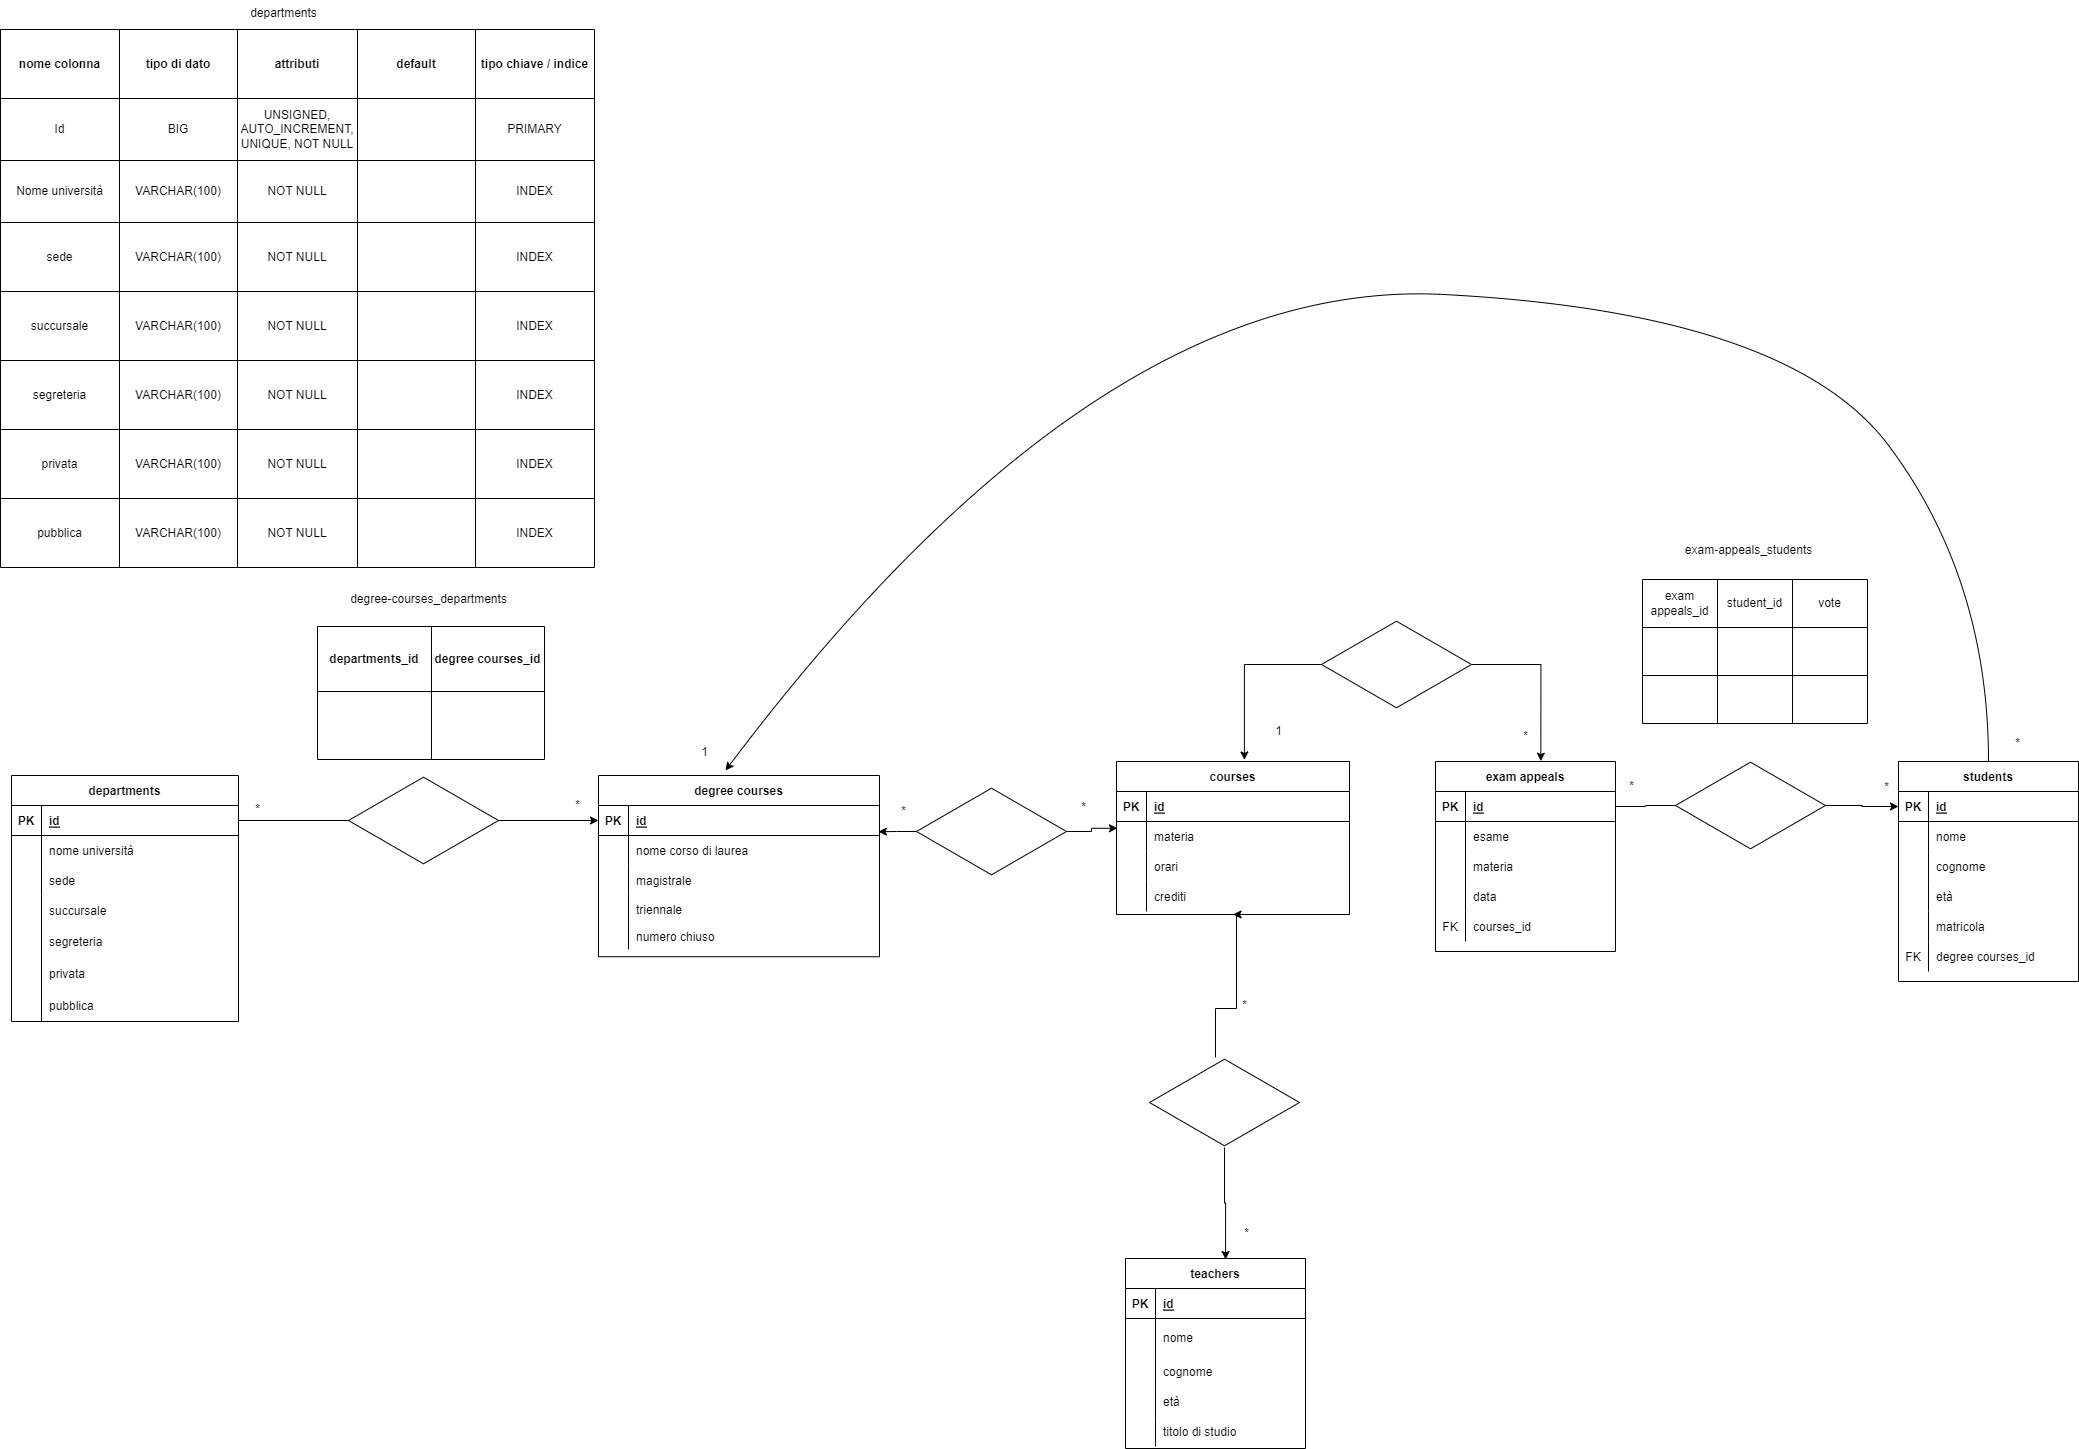 departments
nome colonna
tipo di dato
attributi
default
tipo chiave / indice
Id
BIG
UNSIGNED,
AUTO_INCREMENT,
UNIQUE, NOT NULL
PRIMARY
Nome università
VARCHAR(100)
NOT NULL
INDEX
sede
VARCHAR(100)
NOT NULL
INDEX
succursale
VARCHAR(100)
NOT NULL
INDEX
segreteria
VARCHAR(100)
NOT NULL
INDEX
privata
VARCHAR(100)
NOT NULL
INDEX
pubblica
VARCHAR(100)
NOT NULL
INDEX
degree-courses_departments
departments_id
degree courses_id
exam-appeals_students
exam
appeals_id
student_id
vote
departments
PK
id
nome università
sede
succursale
segreteria
privata
pubblica
*
*
1
degree courses
PK
id
nome corso di laurea
magistrale
triennale
numero chiuso
*
*
1
*
courses
PK
id
materia
orari
crediti
exam appeals
PK
id
esame
materia
data
FK
courses_id
*
*
*
students
PK
id
nome
cognome
età
matricola
FK
degree courses_id
*
*
teachers
PK
id
nome
cognome
età
titolo di studio